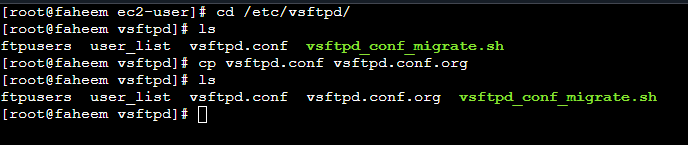 [root@faheem ec2-user]# cd /etc/vsftpd/
[root@faheem vsftpd]# ls
ftpusers  user_list  vsftpd.conf  vsftpd_conf_migrate.sh
[root@faheem vsftpd]# cp vsftpd.conf vsftpd.conf.org
[root@faheem vsftpd]# ls
ftpusers  user_list  vsftpd.conf  vsftpd.conf.org  vsftpd_conf_migrate.sh
[root@faheem vsftpd]#